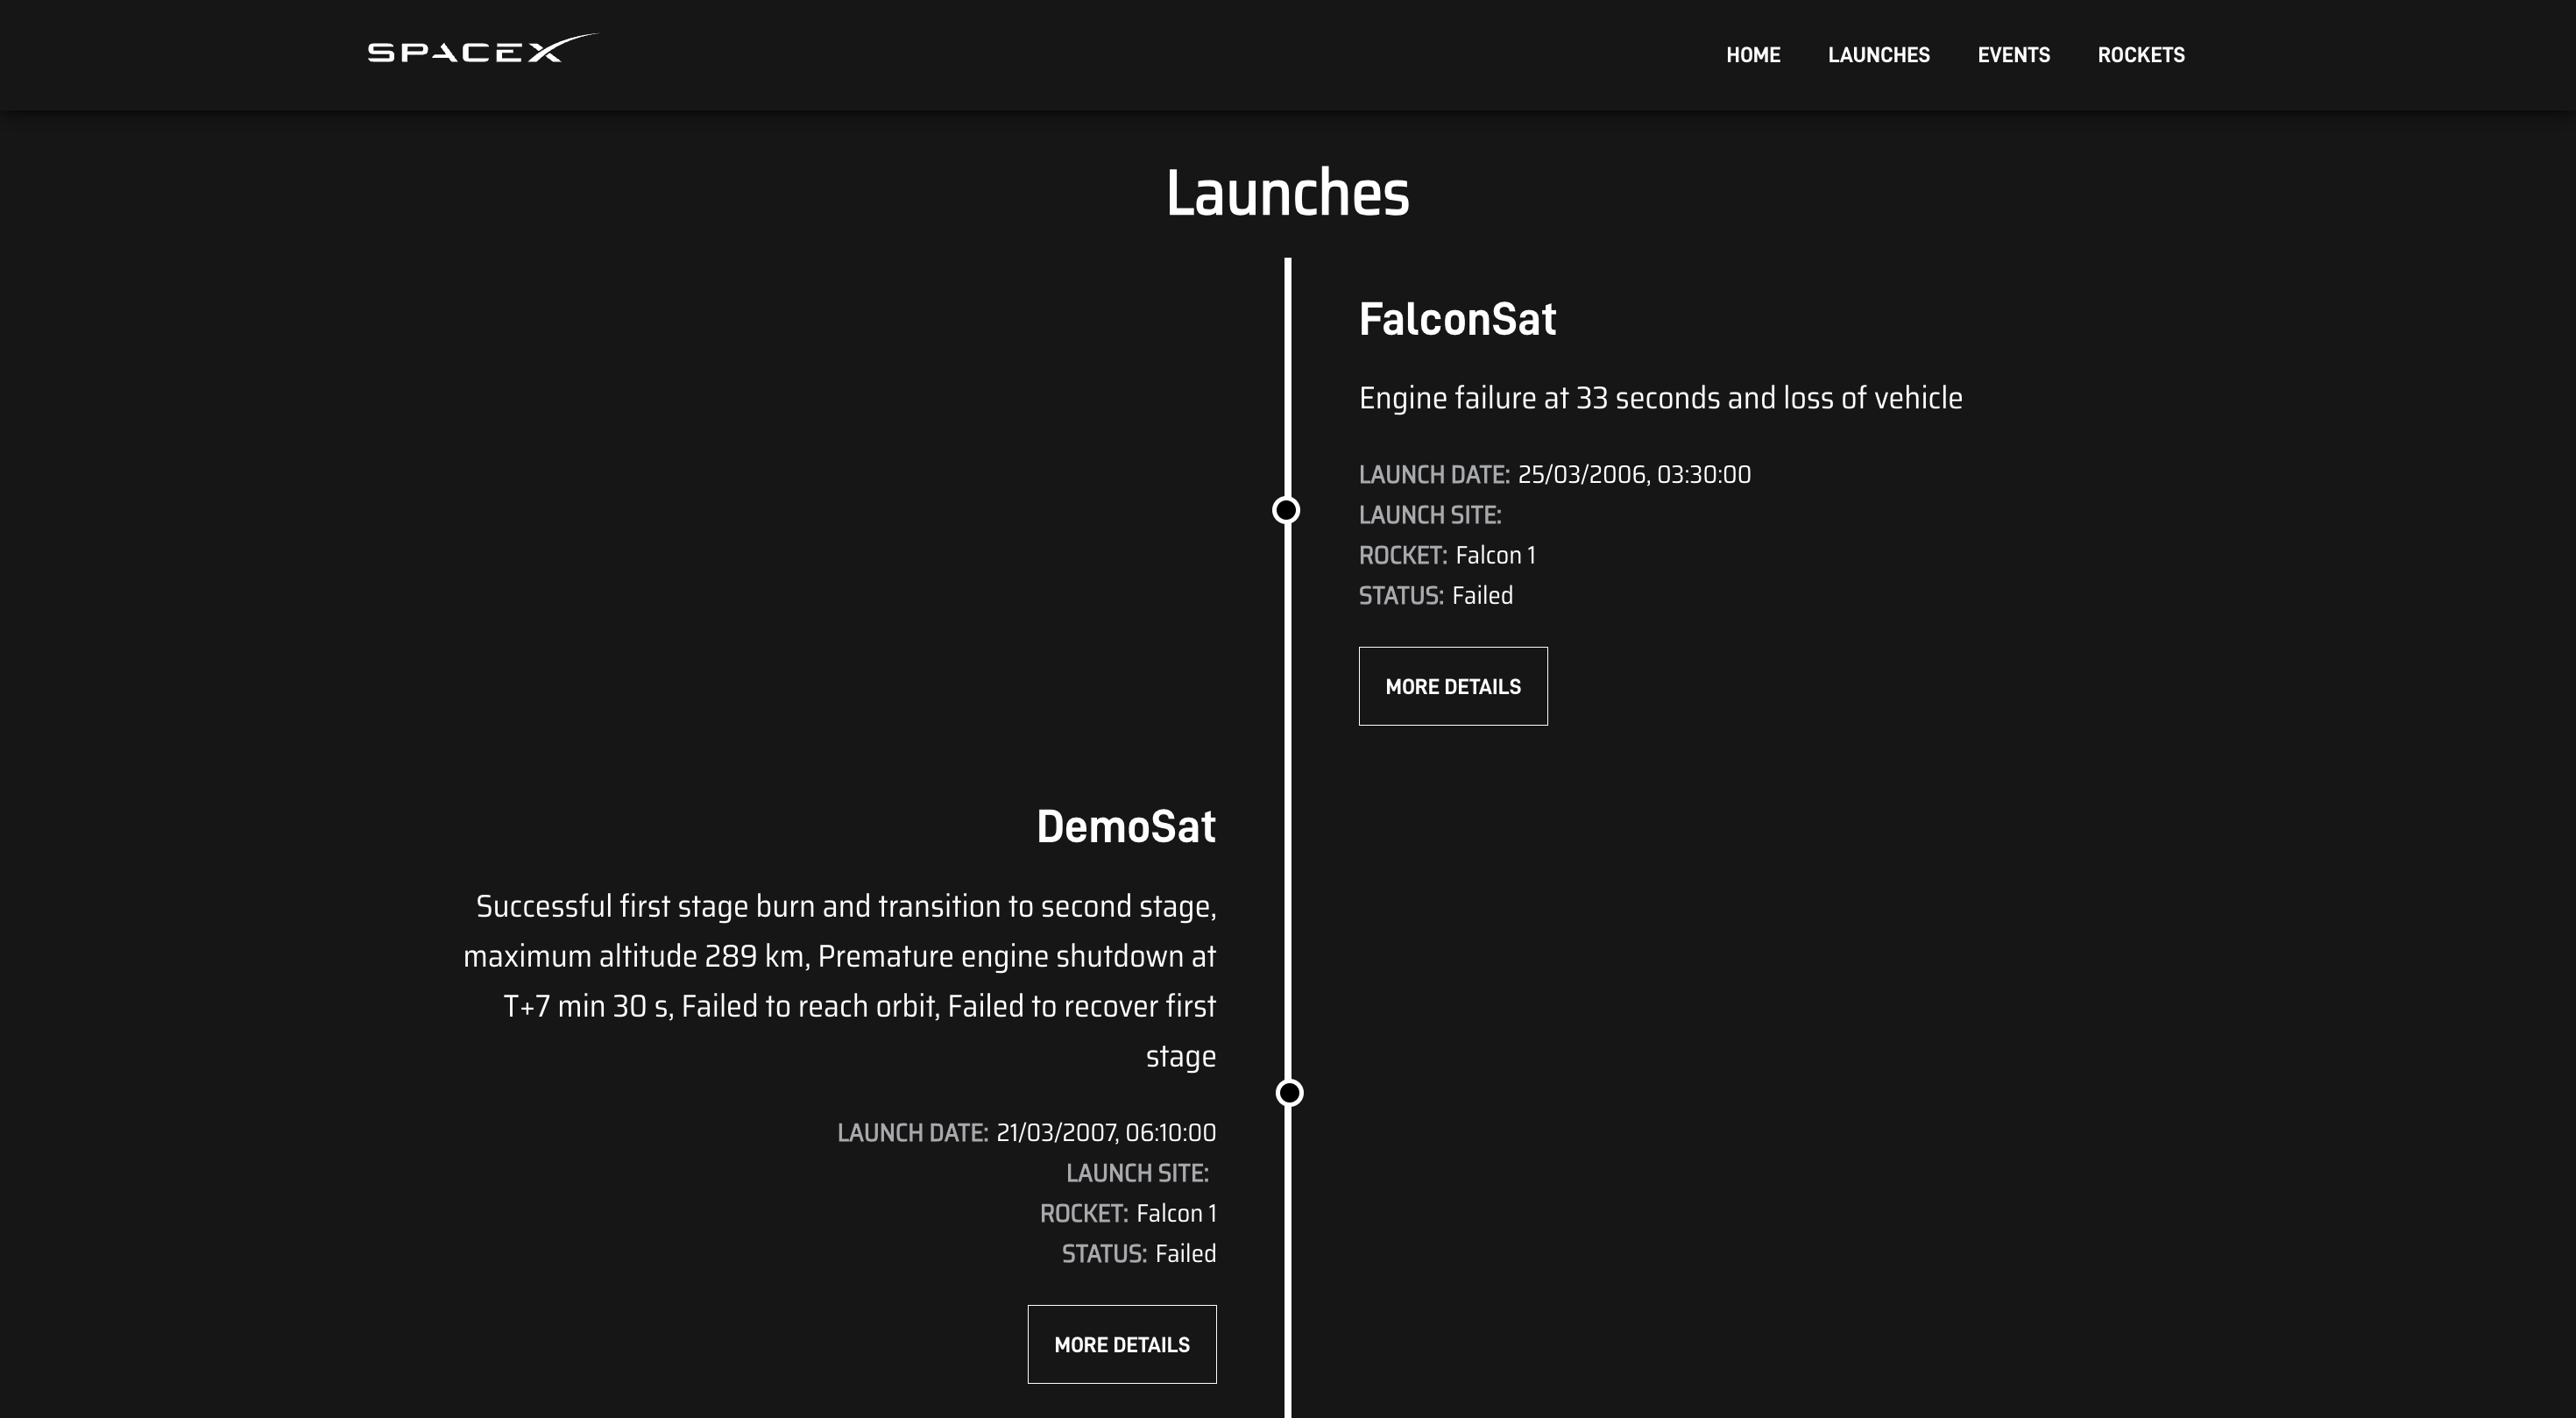 SPACEX
HOME LAUNCHES EVENTS ROCKETS
Launches
FalconSat
Engine failure at 33 seconds and loss of vehicle
LAUNCH DATE: 25/03/2006, 03:30:00
LAUNCH SITE:
ROCKET: Falcon 1
STATUS: Failed
MORE DETAILS
DemoSat
Successful first stage burn and transition to second stage,
maximum altitude 289 km, Premature engine shutdown at
T+7 min 30 s, Failed to reach orbit, Failed to recover first
stage
LAUNCH DATE: 21/03/2007, 06:10:00
LAUNCH SITE:
ROCKET: Falcon 1
STATUS: Failed
MORE DETAILS